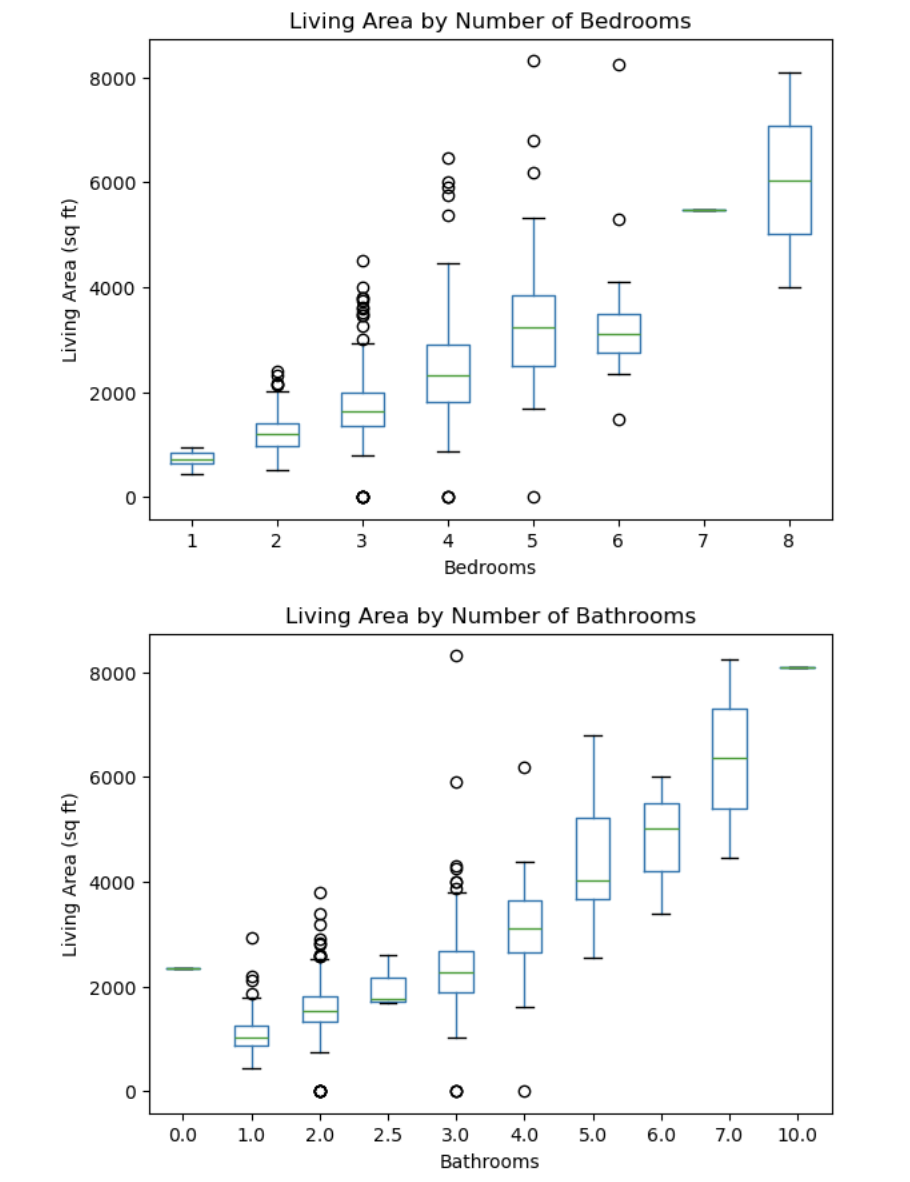 Living Area by Number of Bedrooms
8000
6000
4000
2000
0
Living Area (sq ft)
1 2 3 4 5 6 7 8
Bedrooms
Living Area by Number of Bathrooms
8000
6000
4000
2000
0
Living Area (sq ft)
0.0 1.0 2.0 2.5 3.0 4.0 5.0 6.0 7.0 10.0
Bathrooms